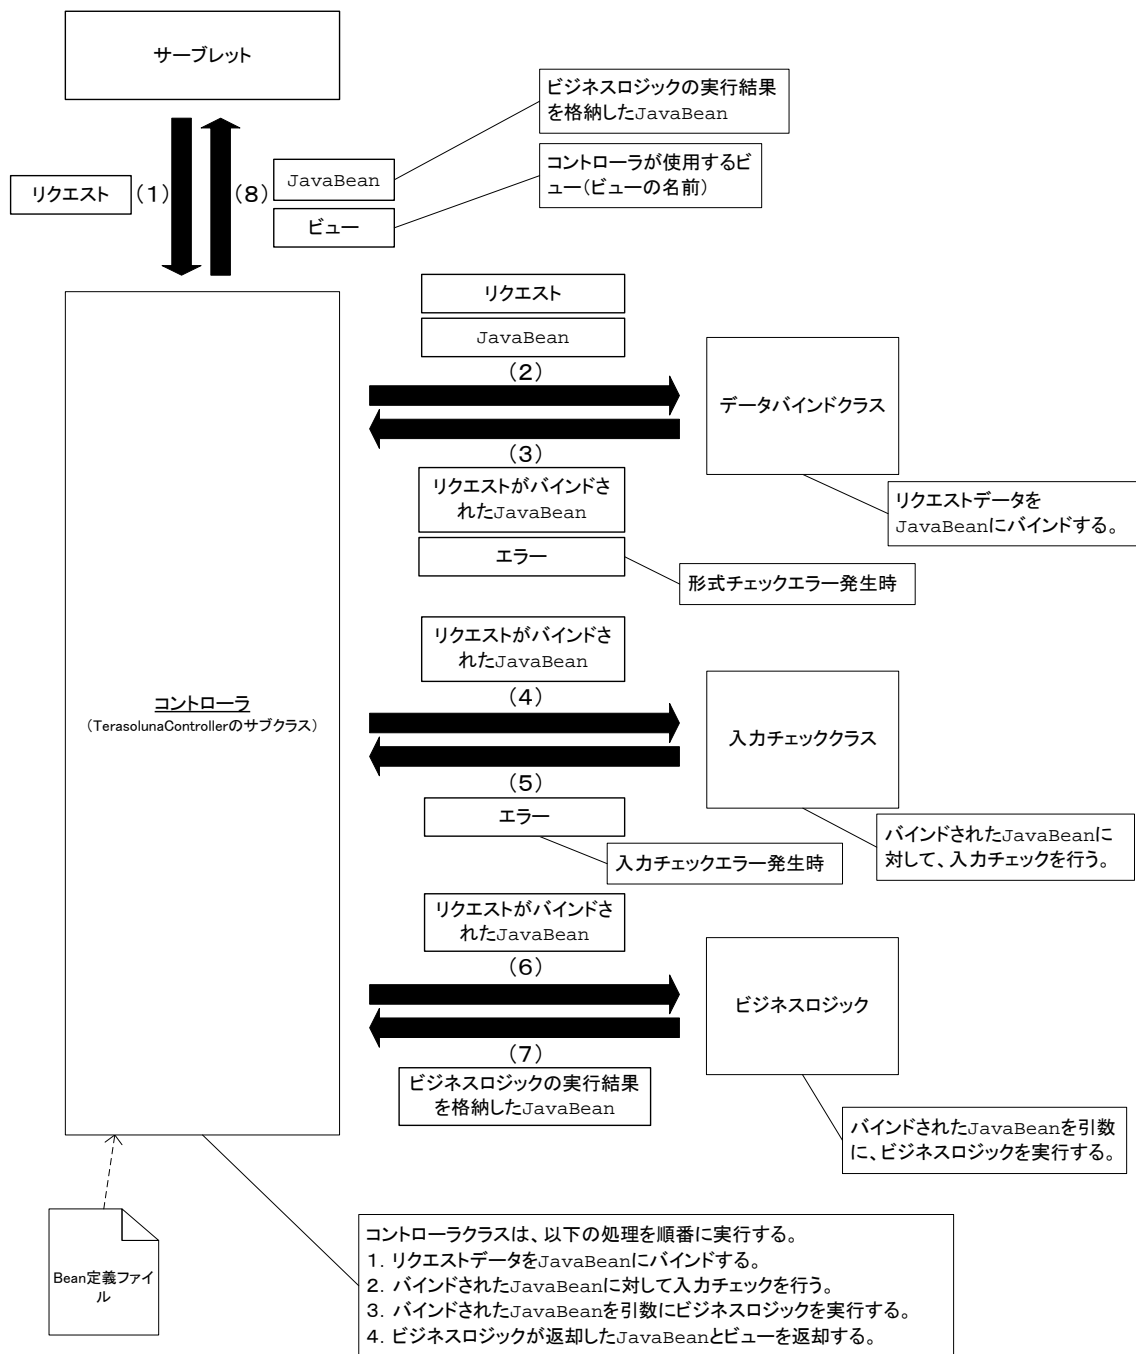 サーブレット
ビジネスロジックの実行結果
を格納したJavaBean
コントローラが使用するビ
ュー(ビューの名前)
リクエスト
(1)
(8)
JavaBean
ビュー
リクエスト
JavaBean
(2)
データバインドクラス
(3)
リクエストがバインドさ
れたJavaBean
リクエストデータを
JavaBeanにバインドする。
エラー
形式チェックエラー発生時
リクエストがバインドさ
れたJavaBean
コントローラ
(TerasolunaControllerのサブクラス)
(4)
入力チェッククラス
(5)
エラー
バインドされたJavaBeanに
対して、入力チェックを行う。
入力チェックエラー発生時
リクエストがバインドさ
れたJavaBean
(6)
ビジネスロジック
(7)
ビジネスロジックの実行結果
を格納したJavaBean
バインドされたJavaBeanを引数
に、ビジネスロジックを実行する。
Bean定義ファイ
ル
コントローラクラスは、以下の処理を順番に実行する。
1. リクエストデータをJavaBeanにバインドする。
2. バインドされたJavaBeanに対して入力チェックを行う。
3. バインドされたJavaBeanを引数にビジネスロジックを実行する。
4. ビジネスロジックが返却したJavaBeanとビューを返却する。